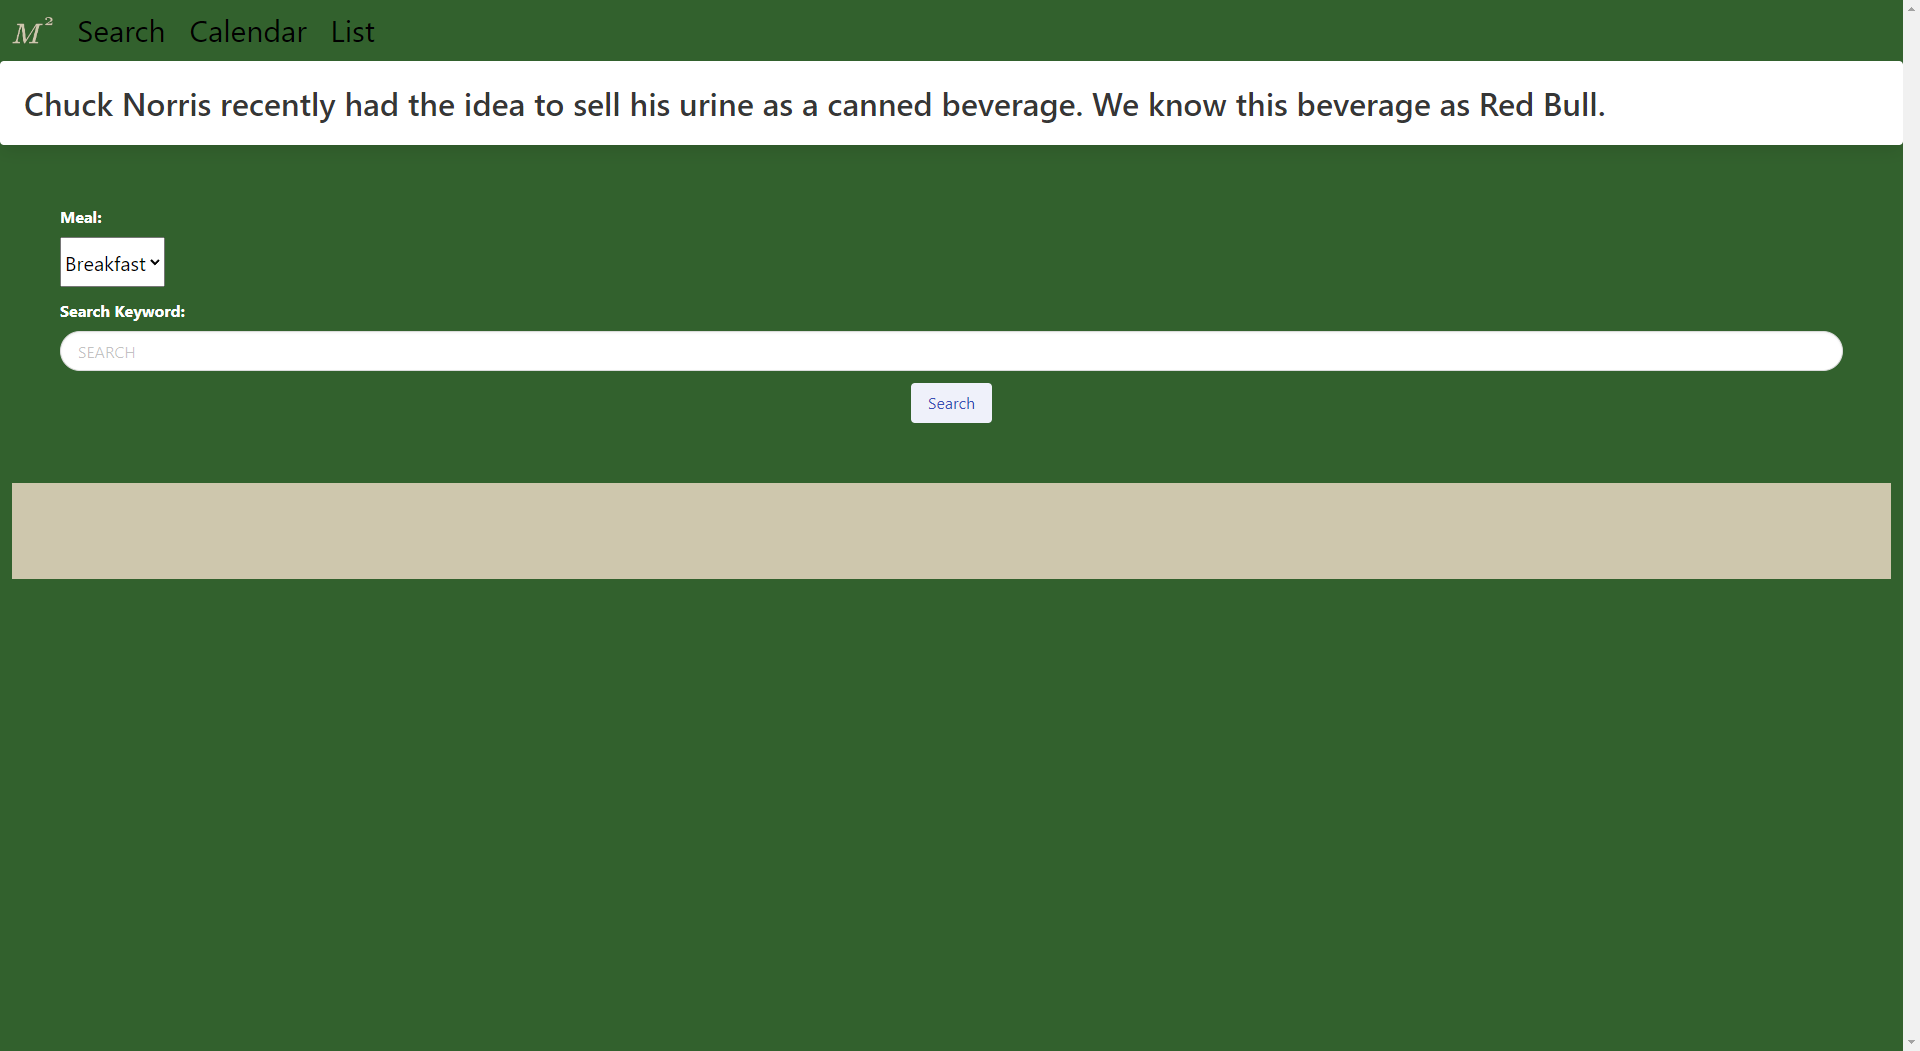 M² Search Calendar List
Chuck Norris recently had the idea to sell his urine as a canned beverage. We know this beverage as Red Bull.
Meal:
Breakfast
Search Keyword:
SEARCH
Search